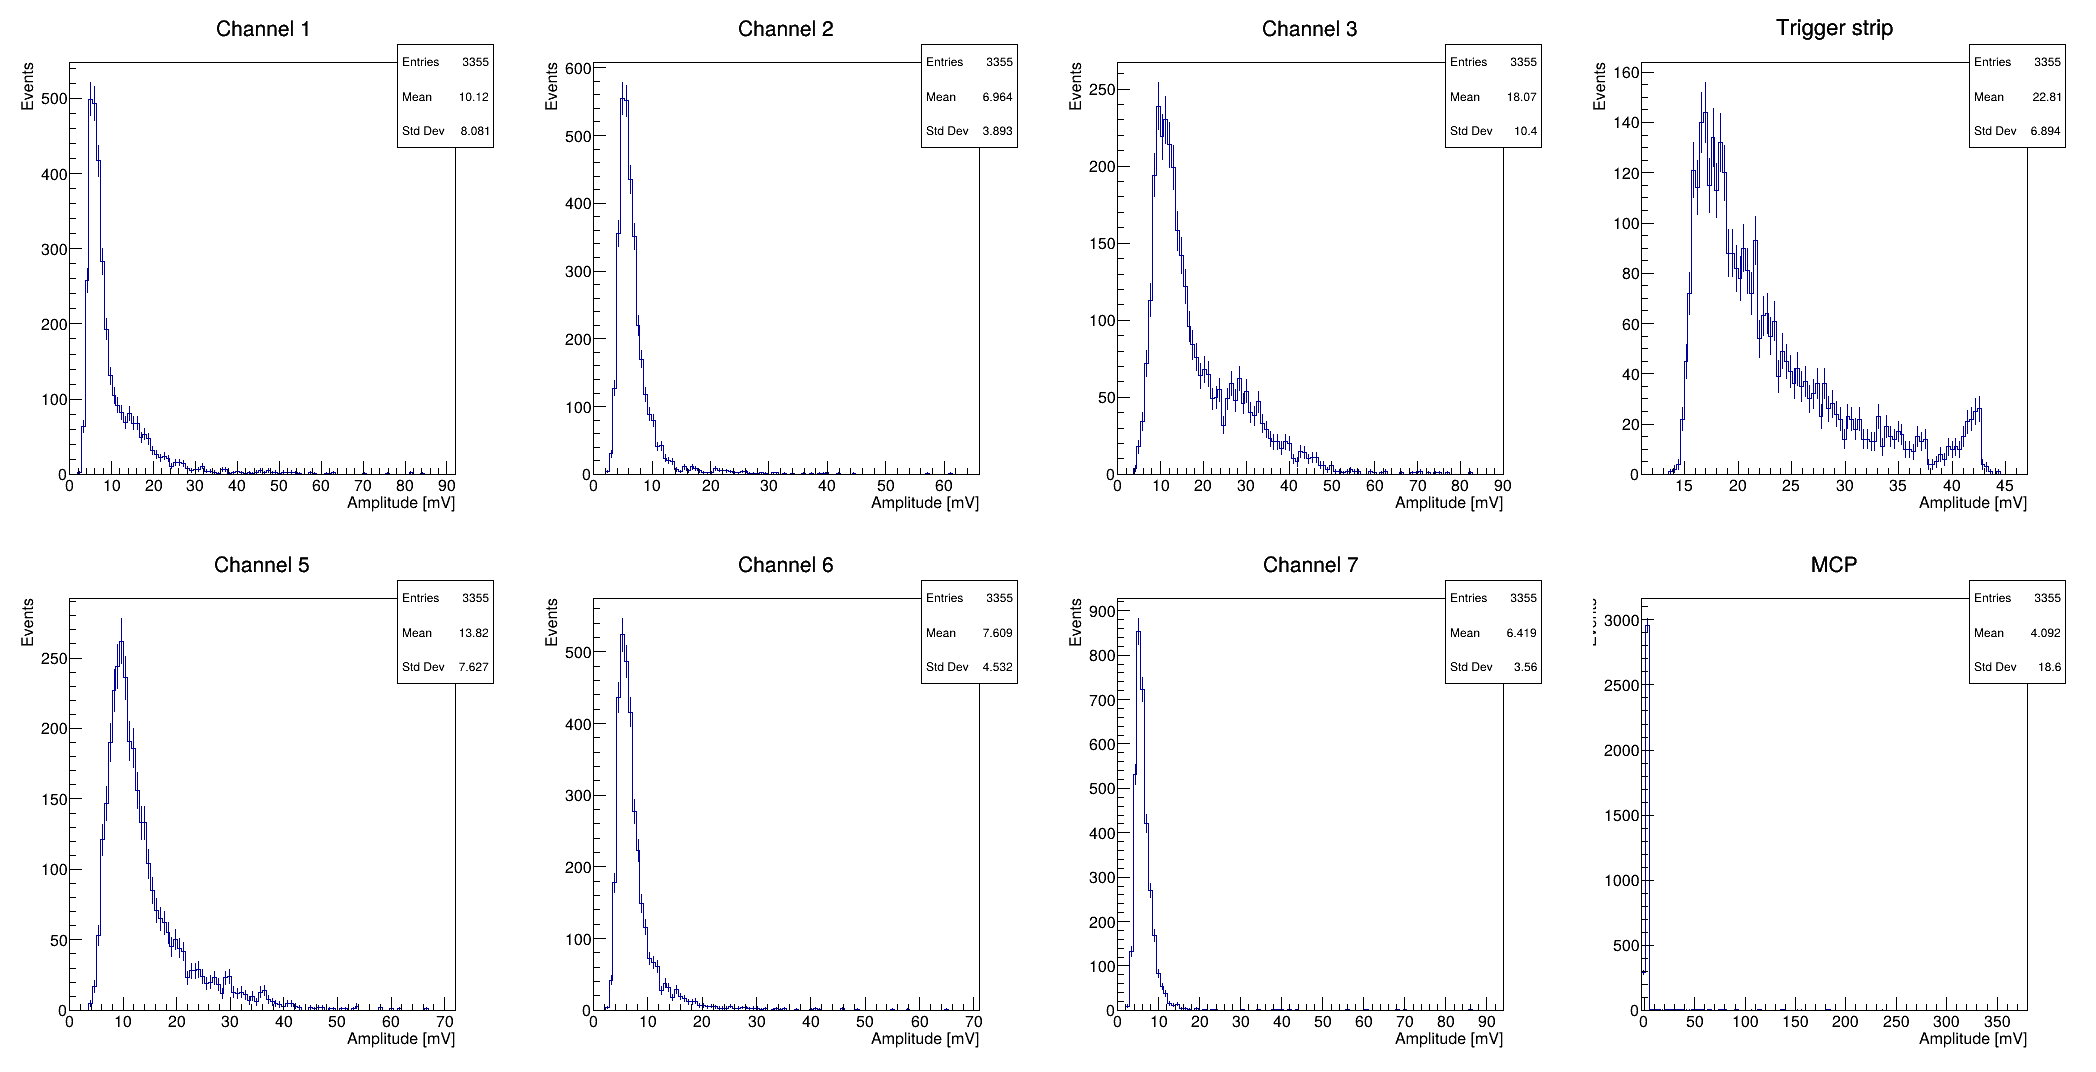 Channel 1
Events
Entries 3355
Mean 10.12
Std Dev 8.081
500
400
300
200
100
0
0 10 20 30 40 50 60 70 80 90
Amplitude [mV]
Channel 2
Events
Entries 3355
Mean 6.964
Std Dev 3.893
600
500
400
300
200
100
0
0 10 20 30 40 50 60
Amplitude [mV]
Channel 3
Events
Entries 3355
Mean 18.07
Std Dev 10.4
250
200
150
100
50
0
0 10 20 30 40 50 60 70 80 90
Amplitude [mV]
Trigger strip
Events
Entries 3355
Mean 22.81
Std Dev 6.894
160
140
120
100
80
60
40
20
0
15 20 25 30 35 40 45
Amplitude [mV]
Channel 5
Events
Entries 3355
Mean 13.82
Std Dev 7.627
250
200
150
100
50
0
0 10 20 30 40 50 60 70
Amplitude [mV]
Channel 6
Events
Entries 3355
Mean 7.609
Std Dev 4.532
500
400
300
200
100
0
0 10 20 30 40 50 60 70
Amplitude [mV]
Channel 7
Events
Entries 3355
Mean 6.419
Std Dev 3.56
900
800
700
600
500
400
300
200
100
0
0 10 20 30 40 50 60 70 80 90
Amplitude [mV]
MCP
Events
Entries 3355
Mean 4.092
Std Dev 18.6
3000
2500
2000
1500
1000
500
0
0 50 100 150 200 250 300 350
Amplitude [mV]